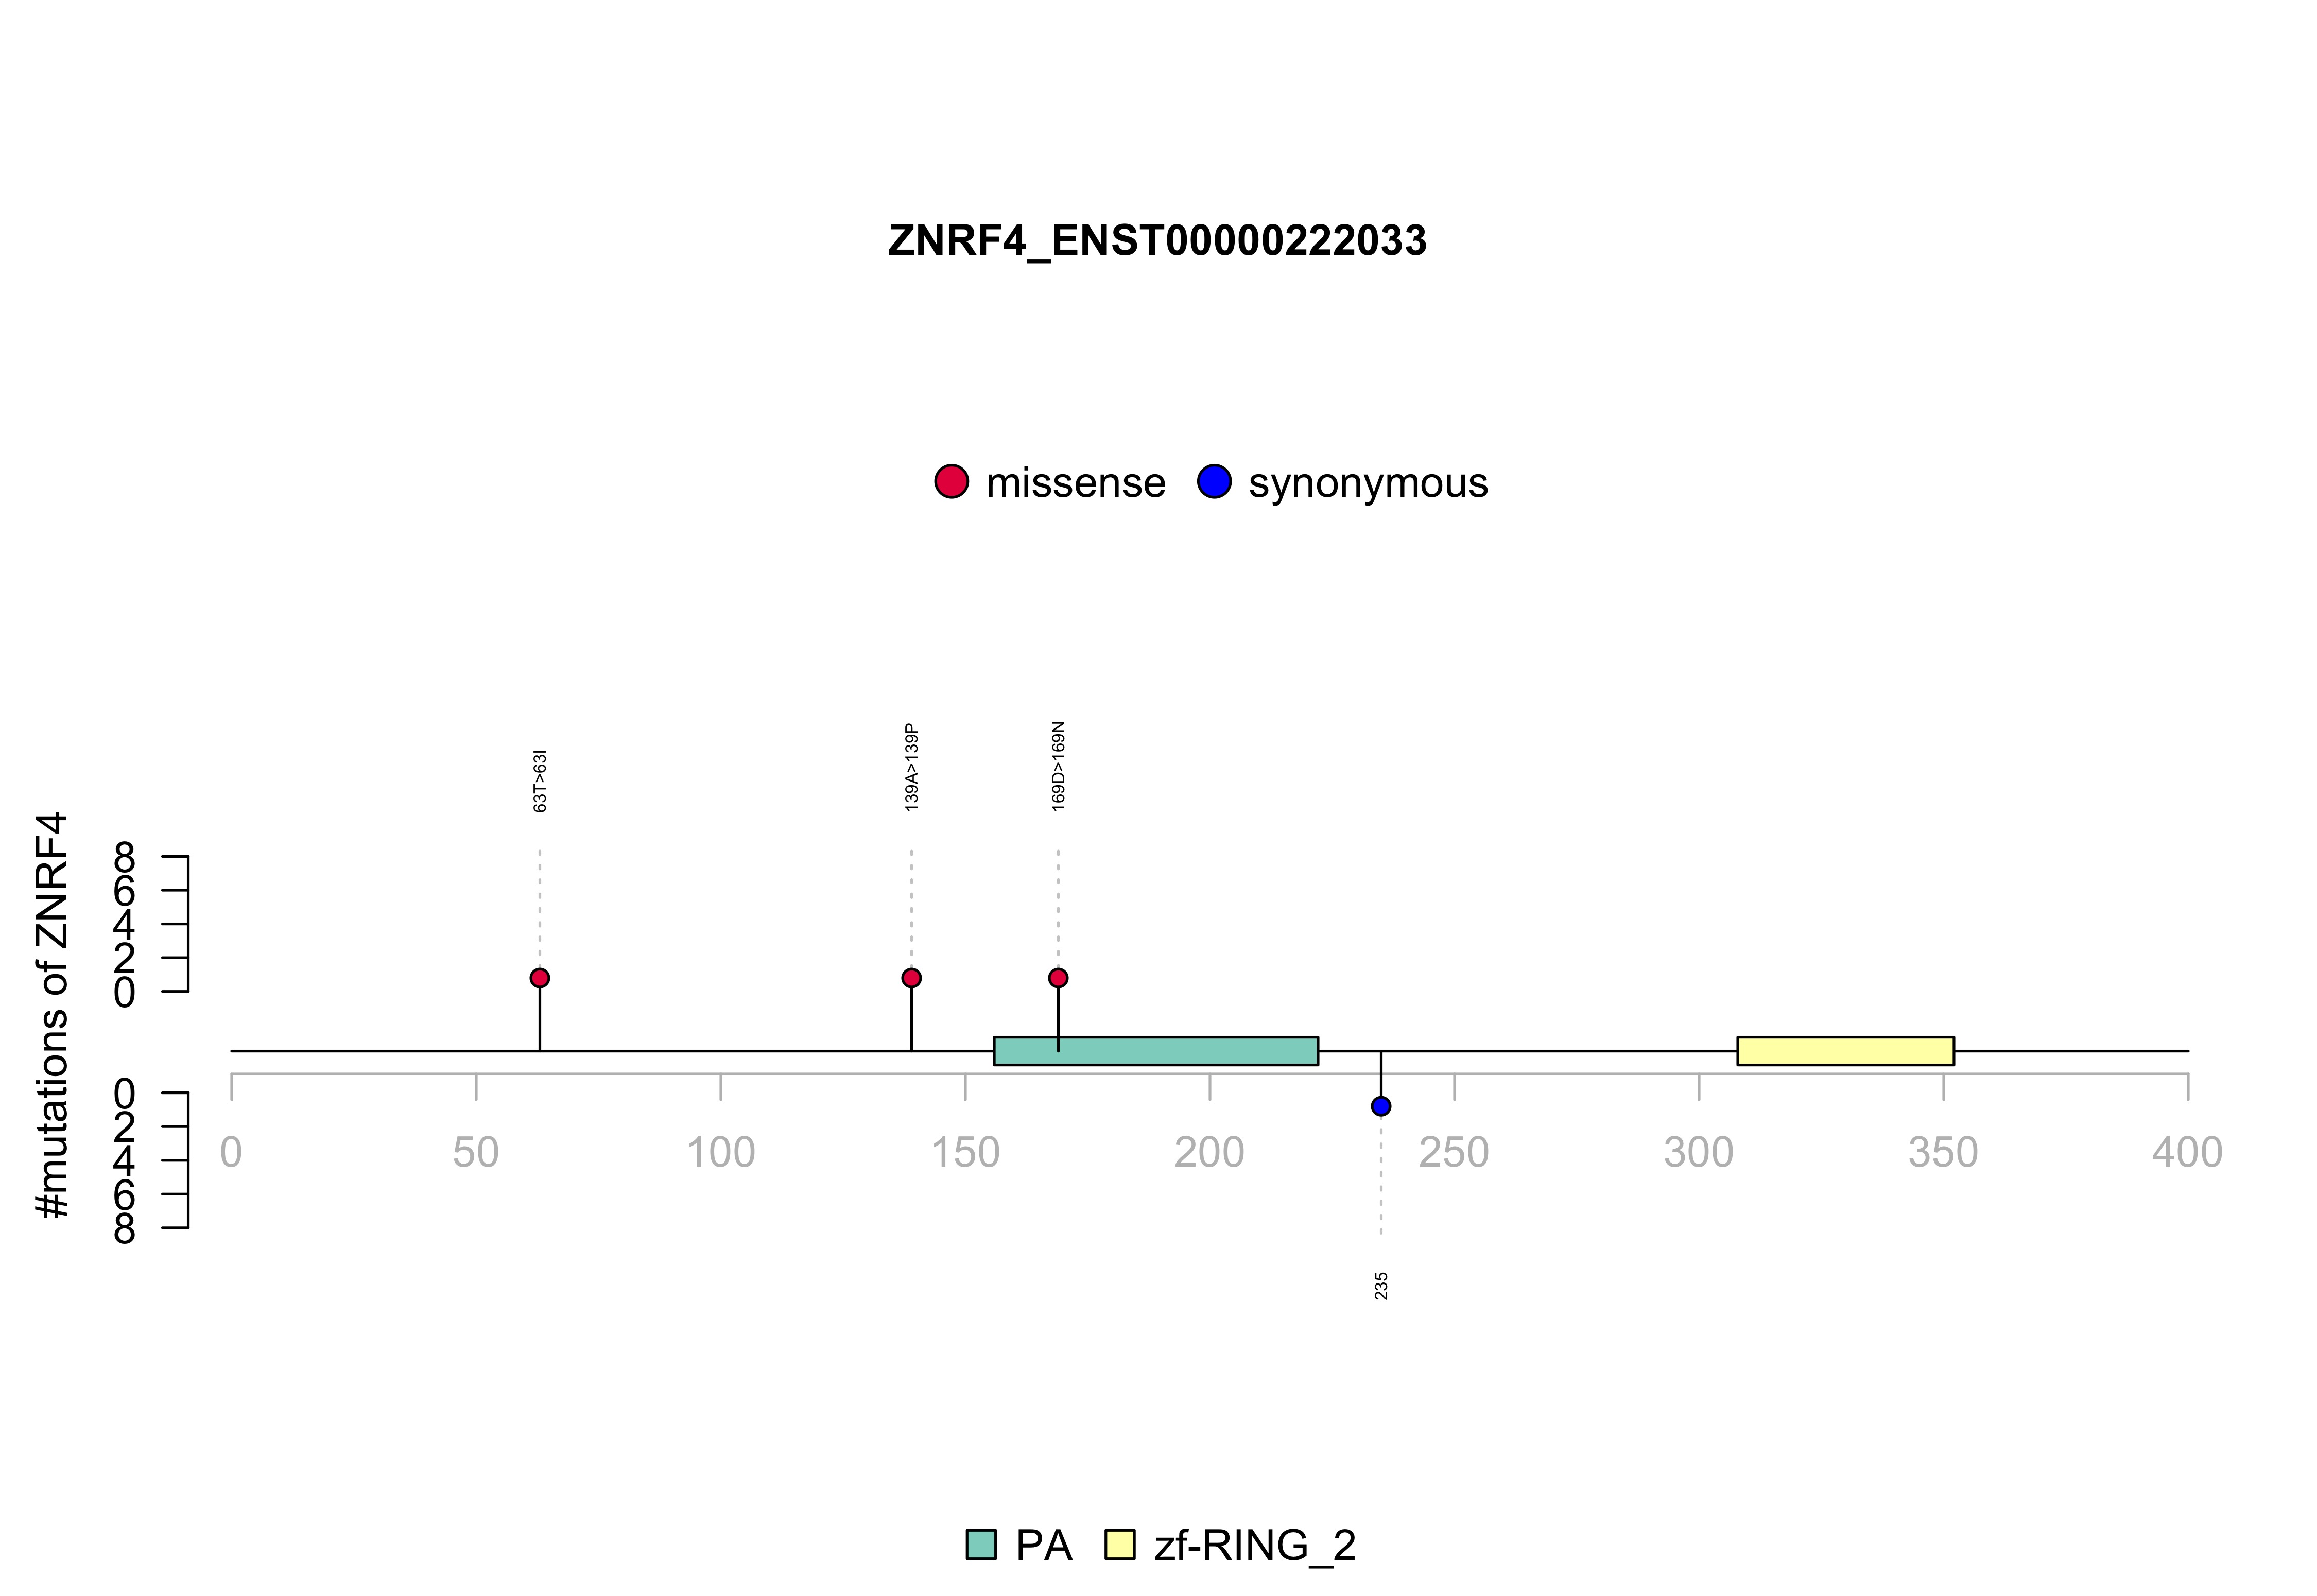 ZNRF4_ENST00000222033
missense synonymous
63T>63I
139A>139P
169D>169N
#mutations of ZNRF4
8
6
4
2
0
0
2
4
6
8
0 50 100 150 200 250 300 350 400
235
PA zf-RING_2